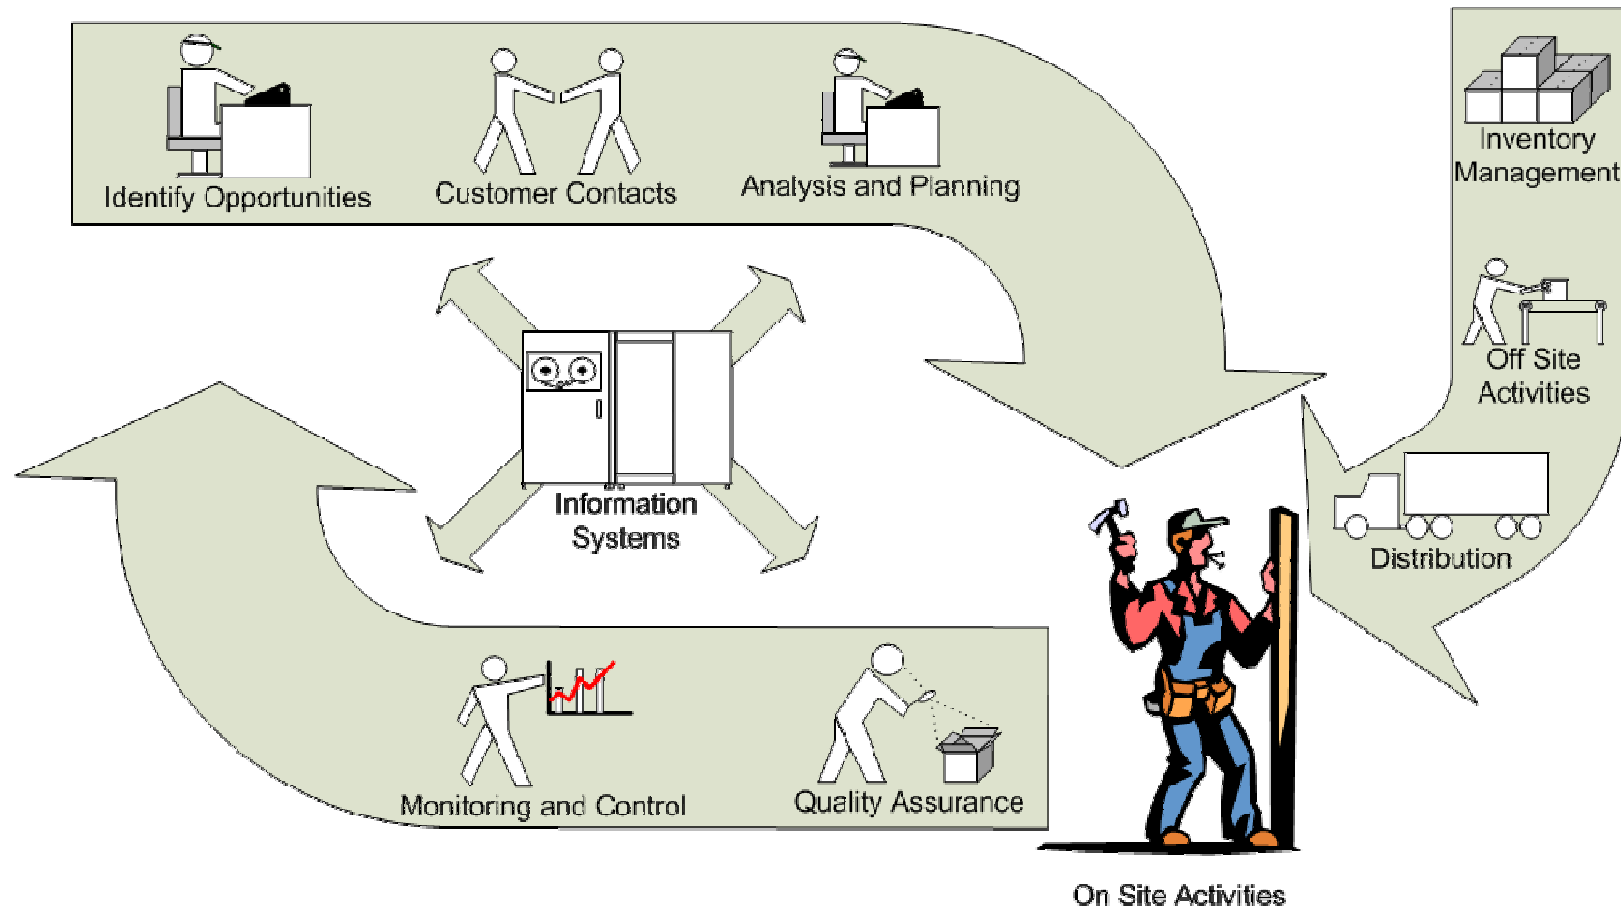 Identify Opportunities
Customer Contacts
Analysis and Planning
Inventory
Management
Off Site
Activities
Distribution
Information
Systems
Monitoring and Control
Quality Assurance
On Site Activities